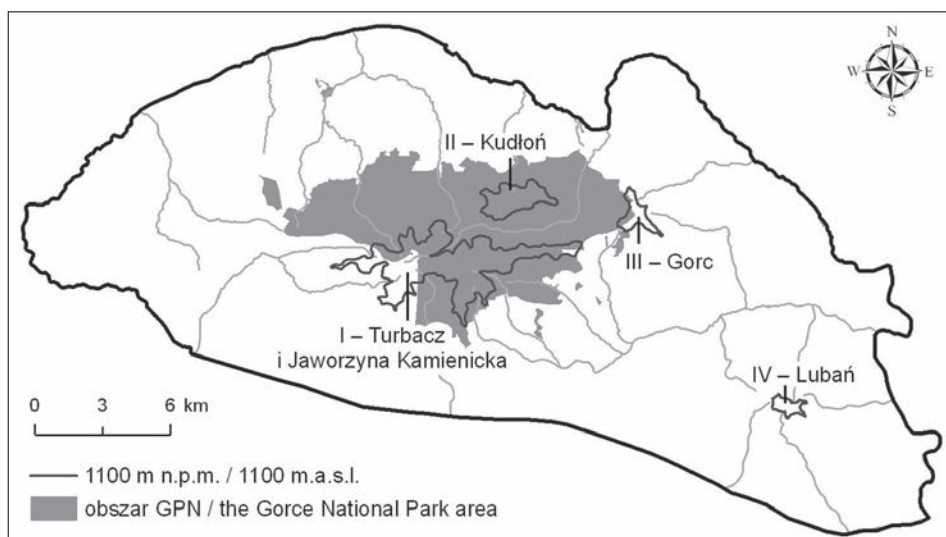 N
W E
S
II – Kudłoń
III – Gorc
I – Turbacz
i Jaworzyna Kamienicka
IV – Lubań
0 3 6 km
1100 m n.p.m. / 1100 m.a.s.l.
obszar GPN / the Gorce National Park area